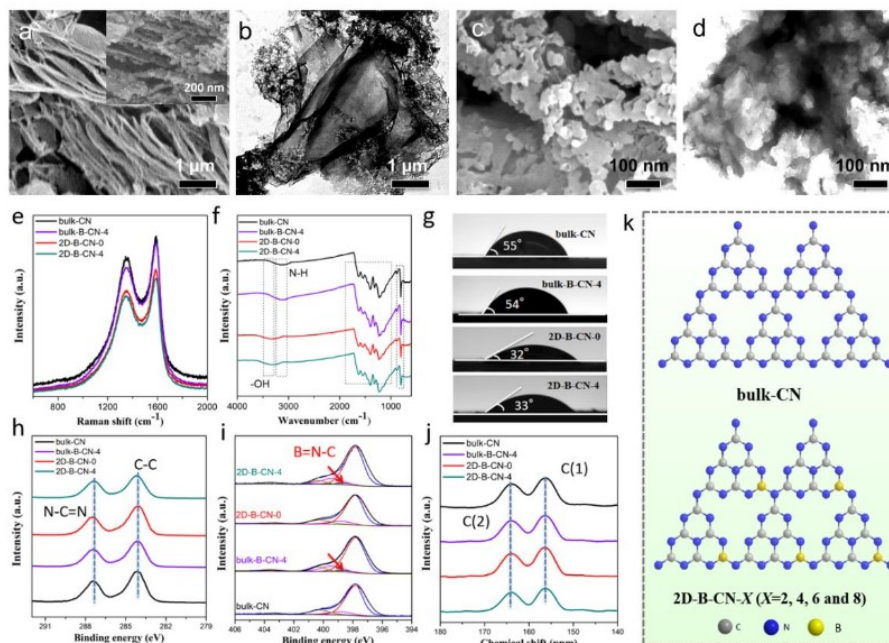 a
200 nm
1 μm
b
1 μm
c
100 nm
d
100 nm
e
bulk-CN
bulk-B-CN-4
2D-B-CN-0
2D-B-CN-4
Intensity (a.u.)
800
1200
1600
2000
Raman shift (cm-1)
f
bulk-CN
bulk-B-CN-4
2D-B-CN-0
2D-B-CN-4
N-H
-OH
Intensity (a.u.)
4000
3000
2000
1000
Wavenumber (cm-1)
g
bulk-CN
55°
bulk-B-CN-4
54°
2D-B-CN-0
32°
2D-B-CN-4
33°
h
bulk-CN
bulk-B-CN-4
2D-B-CN-0
2D-B-CN-4
C-C
N-C=N
Intensity (a.u.)
291
288
285
282
279
Binding energy (eV)
i
B=N-C
2D-B-CN-4
2D-B-CN-0
bulk-B-CN-4
bulk-CN
Intensity (a.u.)
406
404
402
400
398
396
394
Binding energy (eV)
j
bulk-CN
bulk-B-CN-4
2D-B-CN-0
2D-B-CN-4
C(1)
C(2)
Intensity (a.u.)
180
170
160
150
140
Chemical shift (ppm)
k
bulk-CN
2D-B-CN-X (X=2, 4, 6 and 8)
C
N
B